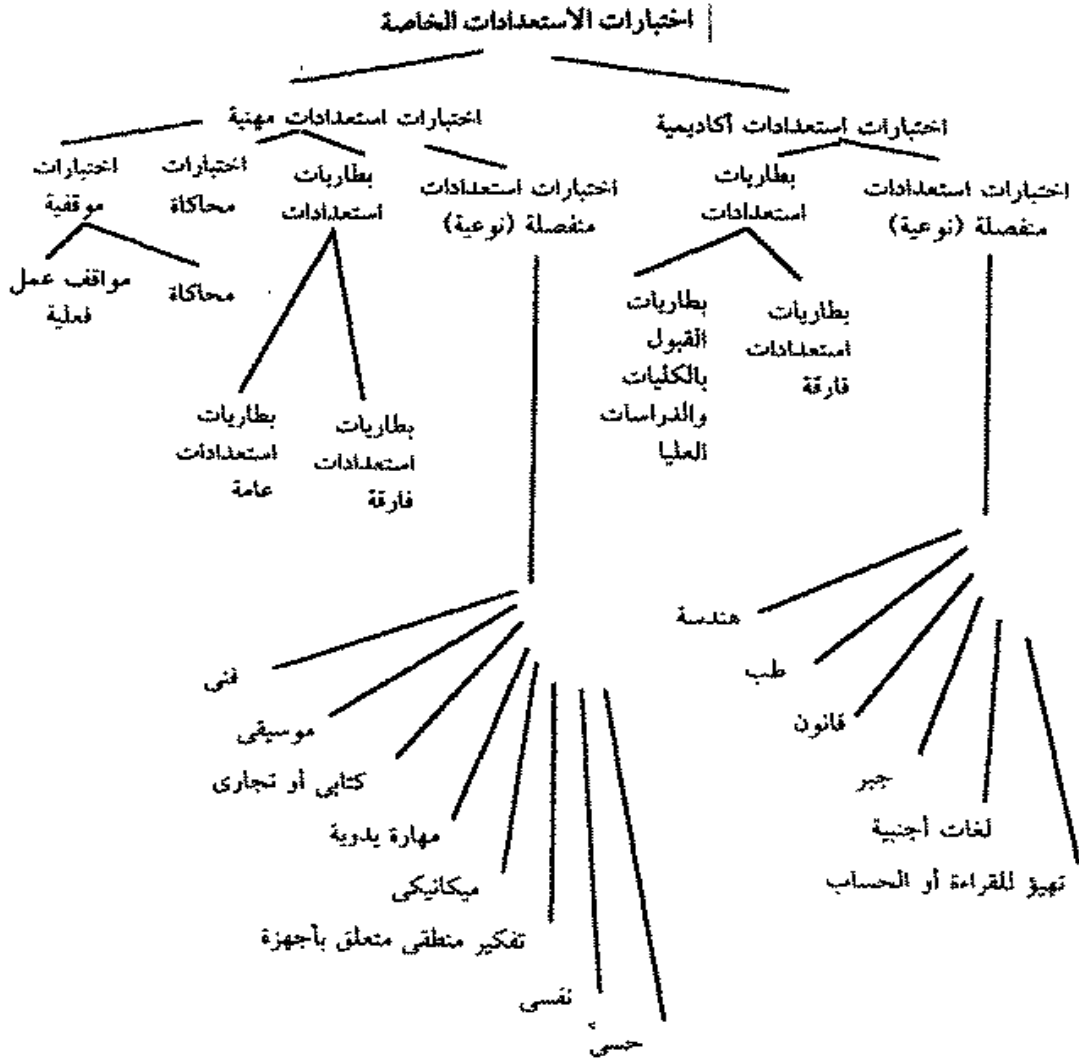 اختبارات الاستعدادات الخاصة
اختبارات استعدادات أكاديمية
اختبارات استعدادات
منفصلة (نوعية)
هندسة
طب
قانون
جبر
لغات أجنبية
تهيؤ للقراءة أو الحساب
بطاريات
استعدادات
بطاريات
استعدادات
فارقة
بطاريات
القبول
بالكليات
والدراسات
العليا
اختبارات استعدادات مهنية
اختبارات استعدادات
منفصلة (نوعية)
فنى
موسيقى
كتابى أو تجارى
مهارة يدوية
ميكانيكى
تفكير منطقى متعلق بأجهزة
نفسى
حسىّ
بطاريات
استعدادات
بطاريات
استعدادات
فارقة
بطاريات
استعدادات
عامة
اختبارات
محاكاة
اختبارات
موقفية
محاكاة
مواقف عمل
فعلية